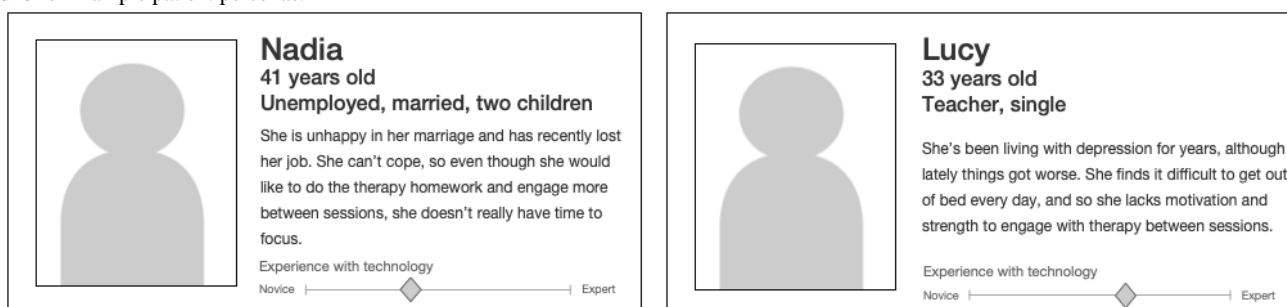 Nadia
41 years old
Unemployed, married, two children
She is unhappy in her marriage and has recently lost
her job. She can't cope, so even though she would
like to do the therapy homework and engage more
between sessions, she doesn't really have time to
focus.
Experience with technology
Novice Expert
Lucy
33 years old
Teacher, single
She's been living with depression for years, although
lately things got worse. She finds it difficult to get out
of bed every day, and so she lacks motivation and
strength to engage with therapy between sessions.
Experience with technology
Novice Expert